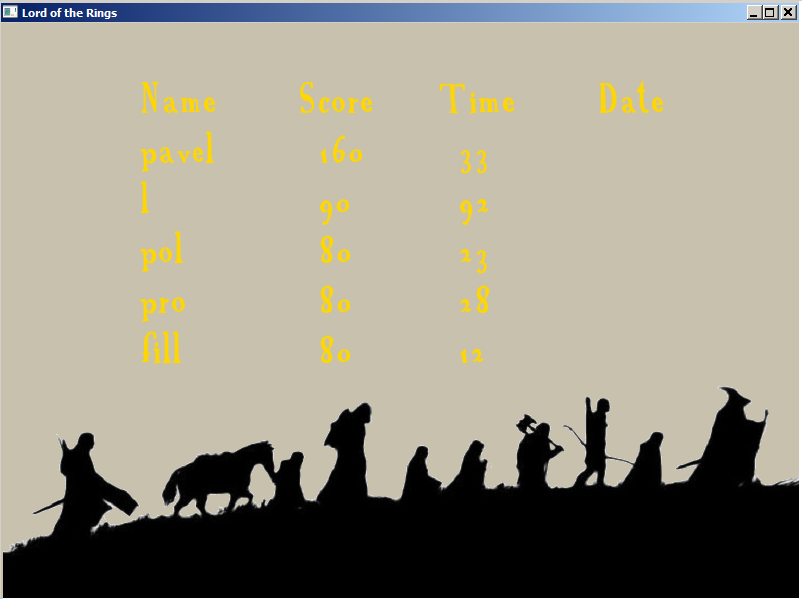 Lord of the Rings
Name Score Time Date
pavel 160 33
l 90 92
pol 80 23
pro 80 28
fill 80 12